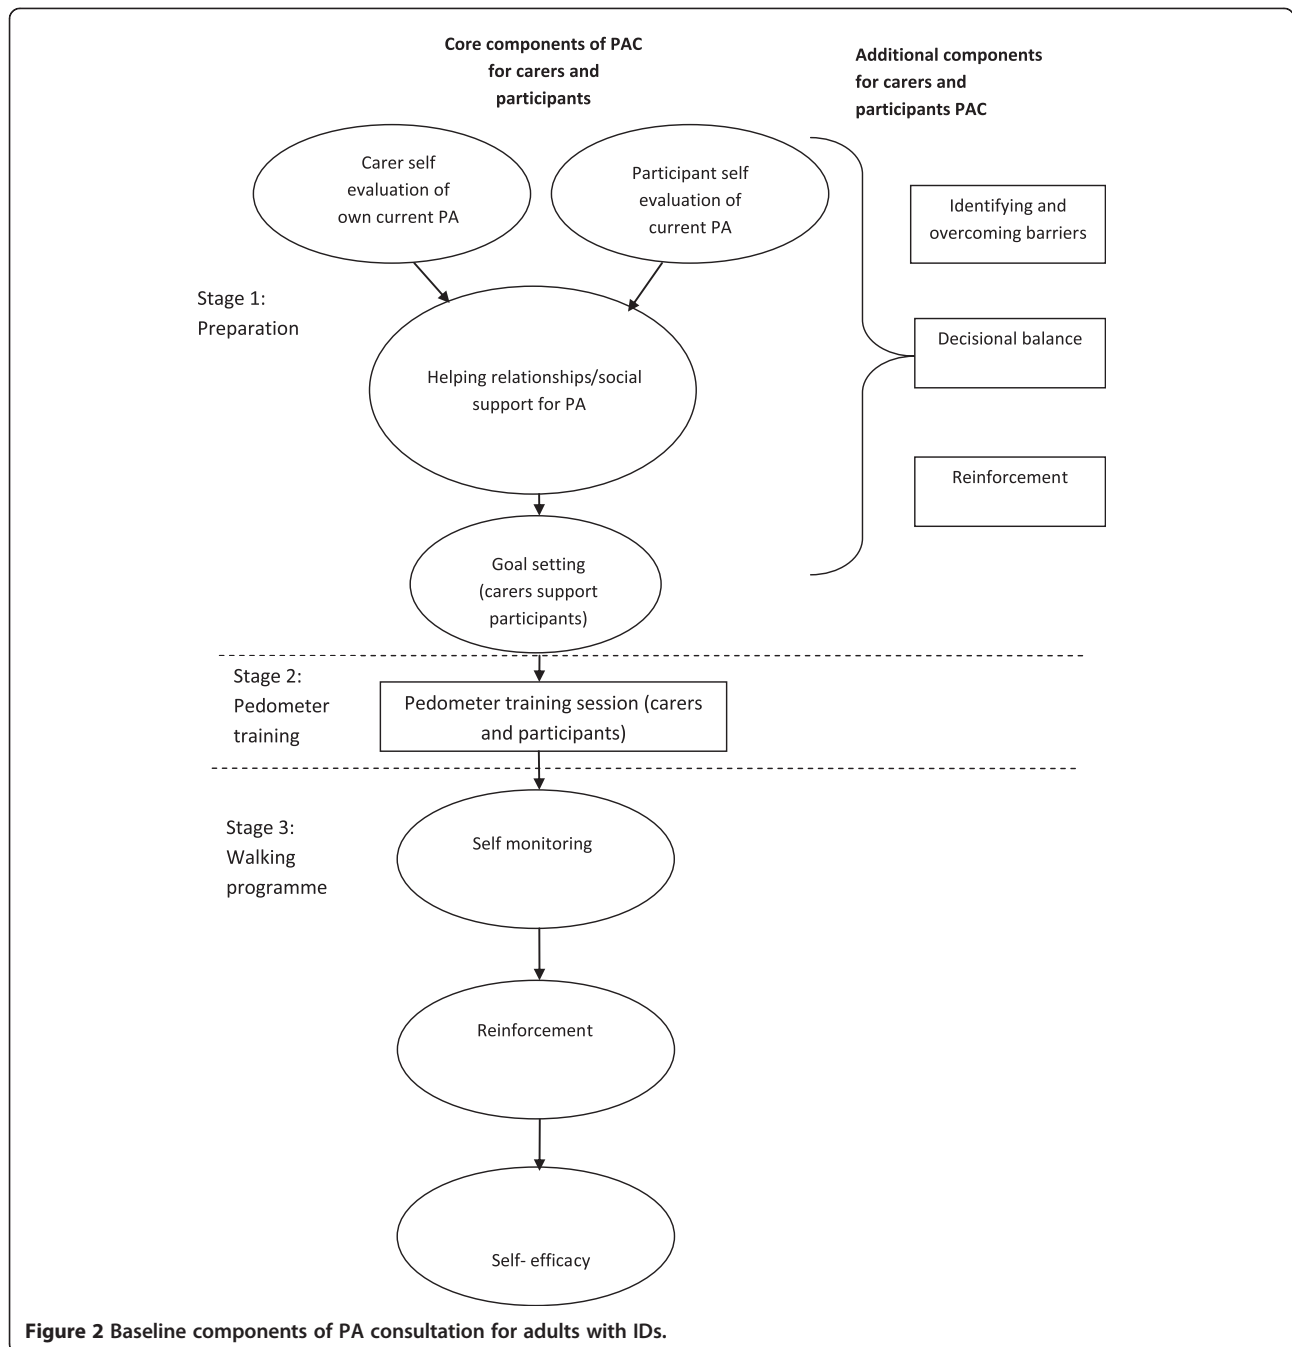 Core components of PAC
for carers and
participants
Additional components
for carers and
participants PAC
Carer self
evaluation of
own current PA
Participant self
evaluation of
current PA
Identifying and
overcoming barriers
Stage 1:
Preparation
Decisional balance
Helping relationships/social
support for PA
Reinforcement
Goal setting
(carers support
participants)
Stage 2:
Pedometer
training
Pedometer training session (carers
and participants)
Stage 3:
Walking
programme
Self monitoring
Reinforcement
Self- efficacy
Figure 2 Baseline components of PA consultation for adults with IDs.